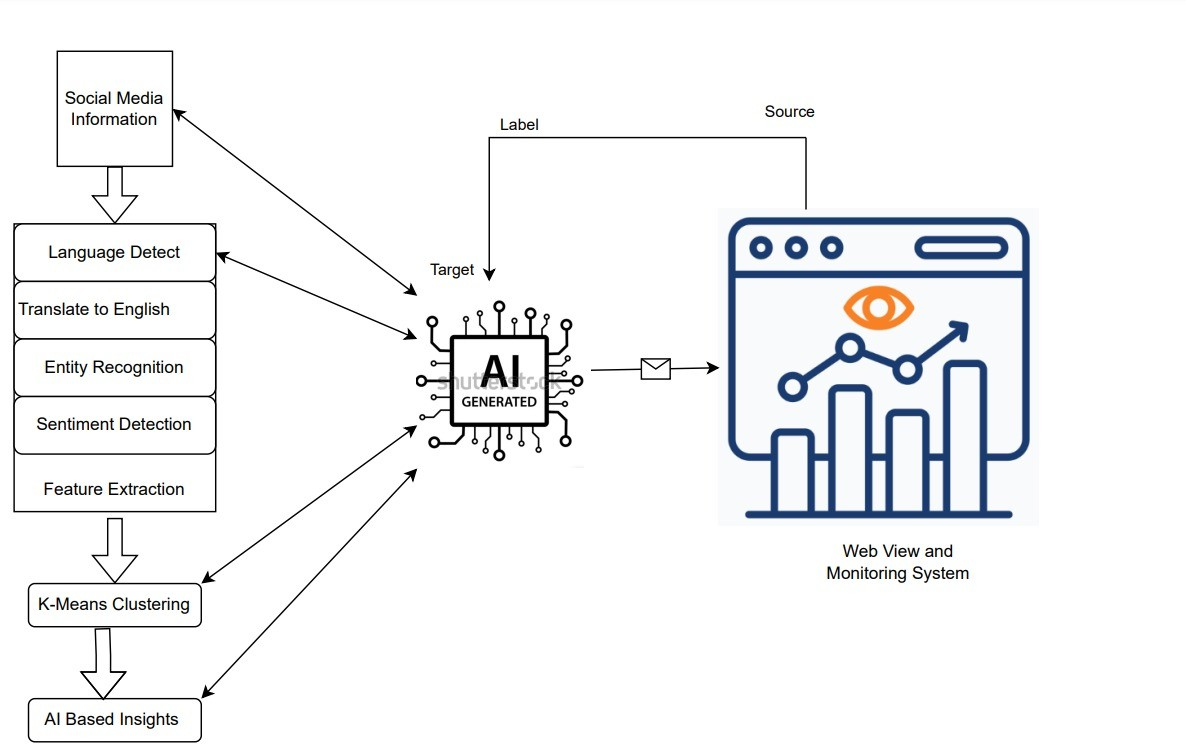 Social Media
Information
Label
Source
Language Detect
Target
Translate to English
Entity Recognition
AI
shutterstock
GENERATED
Sentiment Detection
Feature Extraction
Web View and
Monitoring System
K-Means Clustering
AI Based Insights